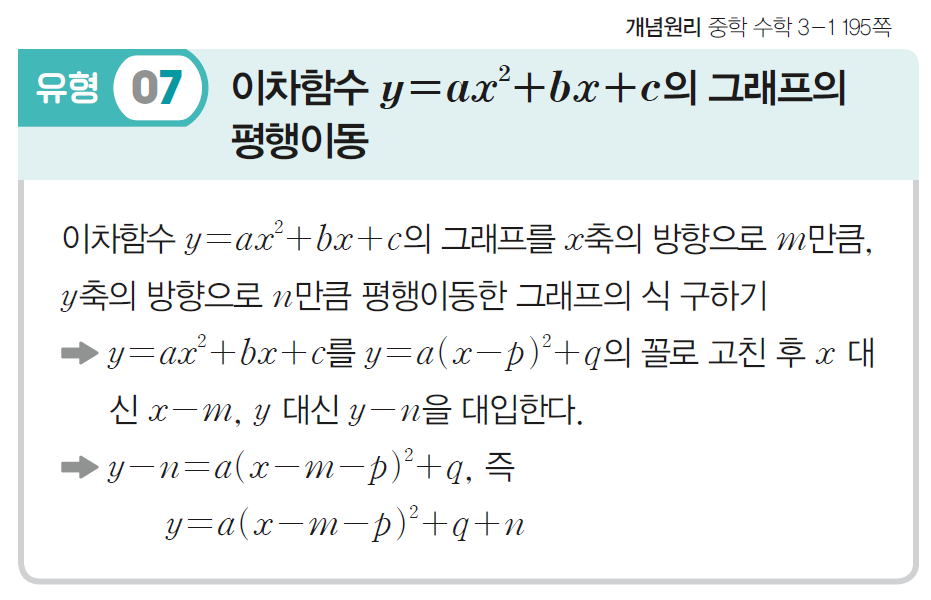 개념원리 중학 수학 3-1 195쪽
유형 07 이차함수 y=ax²+bx+c의 그래프의
평행이동
이차함수 y=ax²+bx+c의 그래프를 x축의 방향으로 m만큼,
y축의 방향으로 n만큼 평행이동한 그래프의 식 구하기
➡ y=ax²+bx+c를 y=a(x-p)²+q의 꼴로 고친 후 x 대
신 x-m, y 대신 y-n을 대입한다.
➡ y-n=a(x-m-p)²+q, 즉
y=a(x-m-p)²+q+n